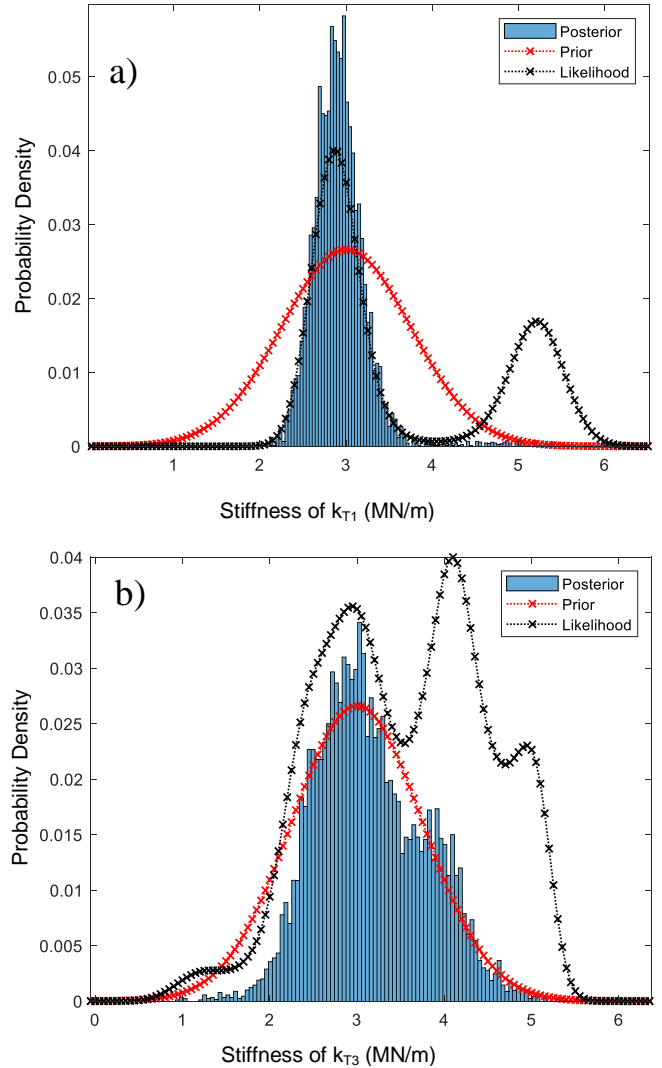 a)
Posterior
Prior
Likelihood
0.05
0.04
0.03
0.02
0.01
0
Probability Density
1 2 3 4 5 6
Stiffness of kT1 (MN/m)
b)
Posterior
Prior
Likelihood
0.04
0.035
0.03
0.025
0.02
0.015
0.01
0.005
0
Probability Density
0 1 2 3 4 5 6
Stiffness of kT3 (MN/m)